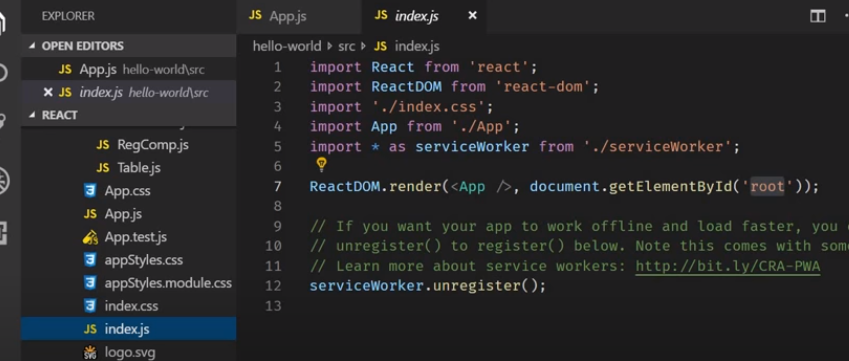 EXPLORER
OPEN EDITORS
JS App.js hello-world\src
JS index.js hello-world\src
REACT
JS RegComp.js
JS Table.js
App.css
JS App.js
App.test.js
appStyles.css
appStyles.module.css
index.css
JS index.js
logo.svg
JS App.js
JS index.js
hello-world src JS index.js
1 import React from 'react';
2 import ReactDOM from 'react-dom';
3 import './index.css';
4 import App from './App';
5 import * as serviceWorker from './serviceWorker';
6
7 ReactDOM.render(<App />, document.getElementById('root'));
8
9 // If you want your app to work offline and load faster, you
10 // unregister() to register() below. Note this comes with som
11 // Learn more about service workers: http://bit.ly/CRA-PWA
12 serviceWorker.unregister();
13